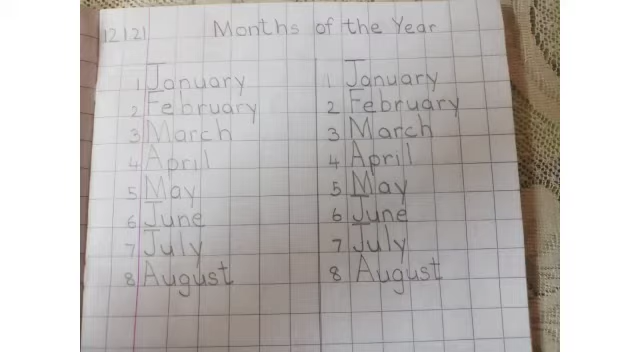 12/1/21 Months of the Year
1 January 1 January
2 February 2 February
3 March 3 March
4 April 4 April
5 May 5 May
6 June 6 June
7 July 7 July
8 August 8 August